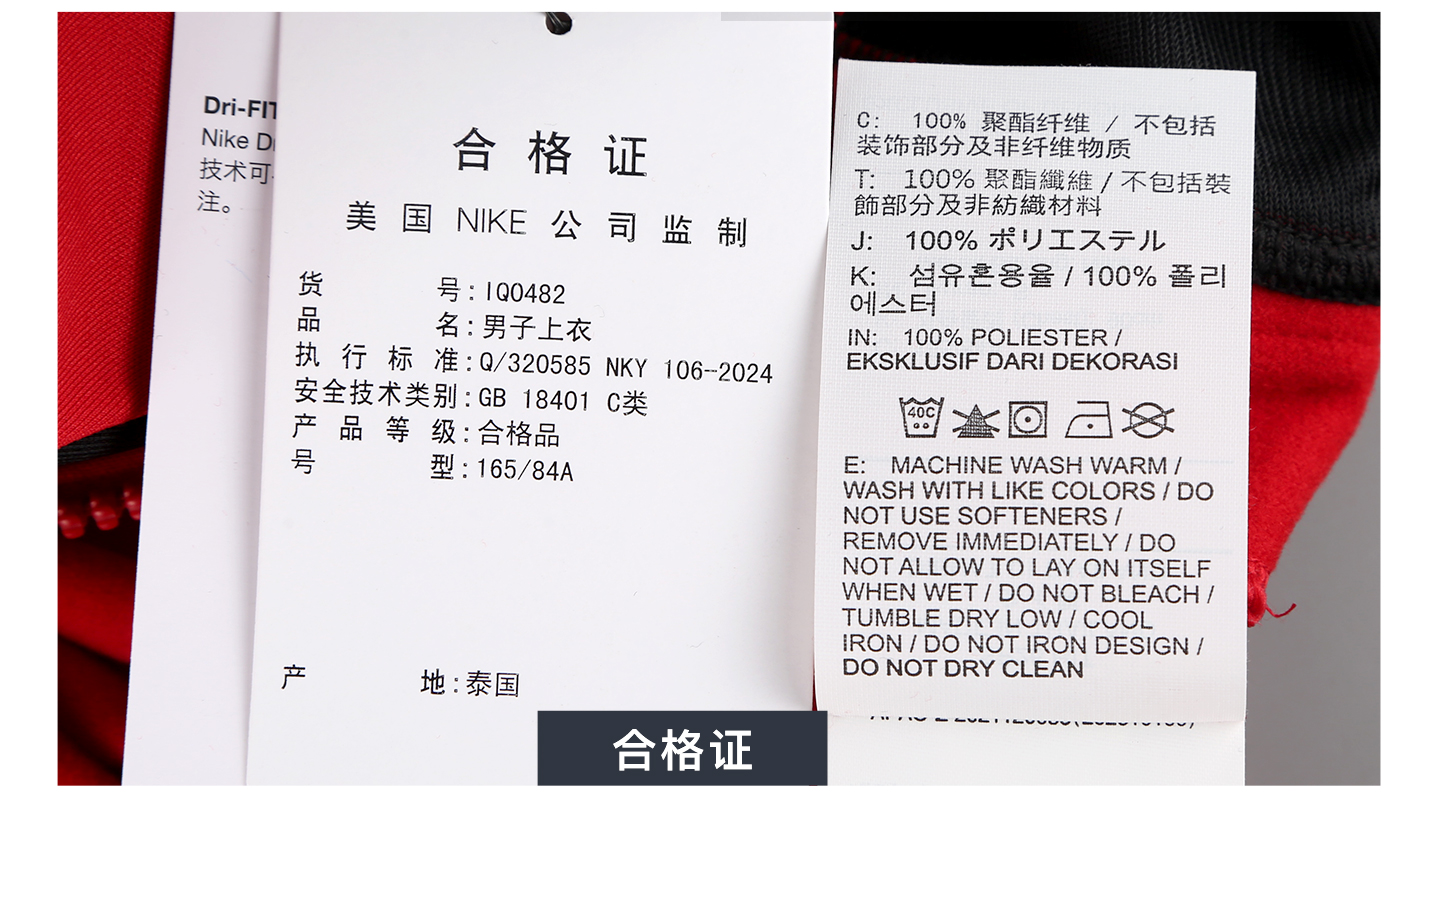 Dri-FIT
Nike
技术可
注。
合格证
美国 NIKE 公司监制
货号:IQ0482
品名:男子上衣
执行标准:Q/320585 NKY 106-2024
安全技术类别:GB 18401 C类
产品等级:合格品
号型:165/84A
产地:泰国
合格证
C: 100% 聚酯纤维 / 不包括
装饰部分及非纤维物质
T: 100% 聚酯纖維 / 不包括裝
飾部分及非紡織材料
J: 100% ポリエステル
K: 섬유혼용율 / 100% 폴리
에스터
IN: 100% POLIESTER /
EKSKLUSIF DARI DEKORASI
40C
E: MACHINE WASH WARM /
WASH WITH LIKE COLORS / DO
NOT USE SOFTENERS /
REMOVE IMMEDIATELY / DO
NOT ALLOW TO LAY ON ITSELF
WHEN WET / DO NOT BLEACH /
TUMBLE DRY LOW / COOL
IRON / DO NOT IRON DESIGN /
DO NOT DRY CLEAN